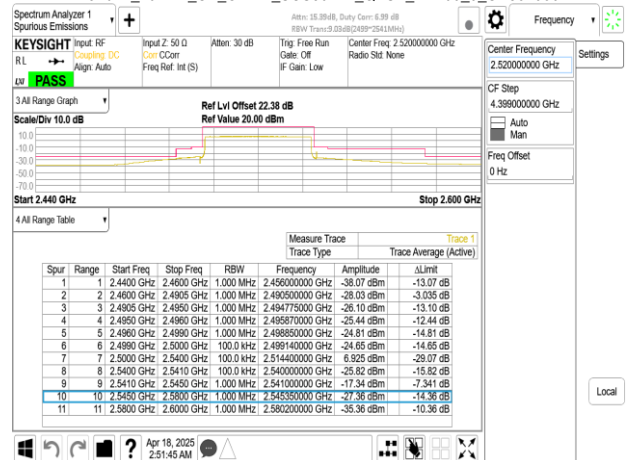 Spectrum Analyzer 1
Spurious Emissions
Attn: 15.39dB, Duty Corr: 6.99 dB
RBW Trans:9.03dB(2499~2541MHz)
Frequency
KEYSIGHT Input: RF Input Z: 50 Ω Atten: 30 dB Trig: Free Run Center Freq: 2.520000000 GHz
RL Coupling: DC Corr CCorr Gate: Off Radio Std: None
Align: Auto Freq Ref: Int (S) IF Gain: Low
LXI PASS
Center Frequency
2.520000000 GHz
Settings
CF Step
4.399000000 GHz
Auto
Man
Freq Offset
0 Hz
Local
3 All Range Graph
Ref Lvl Offset 22.38 dB
Scale/Div 10.0 dB Ref Value 20.00 dBm
10.0
-10.0
-30.0
-50.0
-70.0
Start 2.440 GHz Stop 2.600 GHz
4 All Range Table
Measure Trace Trace 1
Trace Type Trace Average (Active)
Spur Range Start Freq Stop Freq RBW Frequency Amplitude ΔLimit
1 1 2.4400 GHz 2.4600 GHz 1.000 MHz 2.456000000 GHz -38.07 dBm -13.07 dB
2 2 2.4600 GHz 2.4905 GHz 1.000 MHz 2.490500000 GHz -28.03 dBm -3.035 dB
3 3 2.4905 GHz 2.4950 GHz 1.000 MHz 2.494775000 GHz -26.10 dBm -13.10 dB
4 4 2.4950 GHz 2.4960 GHz 1.000 MHz 2.495870000 GHz -25.44 dBm -12.44 dB
5 5 2.4960 GHz 2.4990 GHz 1.000 MHz 2.498850000 GHz -24.81 dBm -14.81 dB
6 6 2.4990 GHz 2.5000 GHz 100.0 kHz 2.499140000 GHz -24.65 dBm -14.65 dB
7 7 2.5000 GHz 2.5400 GHz 100.0 kHz 2.514400000 GHz 6.925 dBm -29.07 dB
8 8 2.5400 GHz 2.5410 GHz 100.0 kHz 2.540000000 GHz -25.82 dBm -15.82 dB
9 9 2.5410 GHz 2.5450 GHz 1.000 MHz 2.541000000 GHz -17.34 dBm -7.341 dB
10 10 2.5450 GHz 2.5800 GHz 1.000 MHz 2.545350000 GHz -27.36 dBm -14.36 dB
11 11 2.5800 GHz 2.6000 GHz 1.000 MHz 2.580200000 GHz -35.36 dBm -10.36 dB
Apr 18, 2025
2:51:45 AM